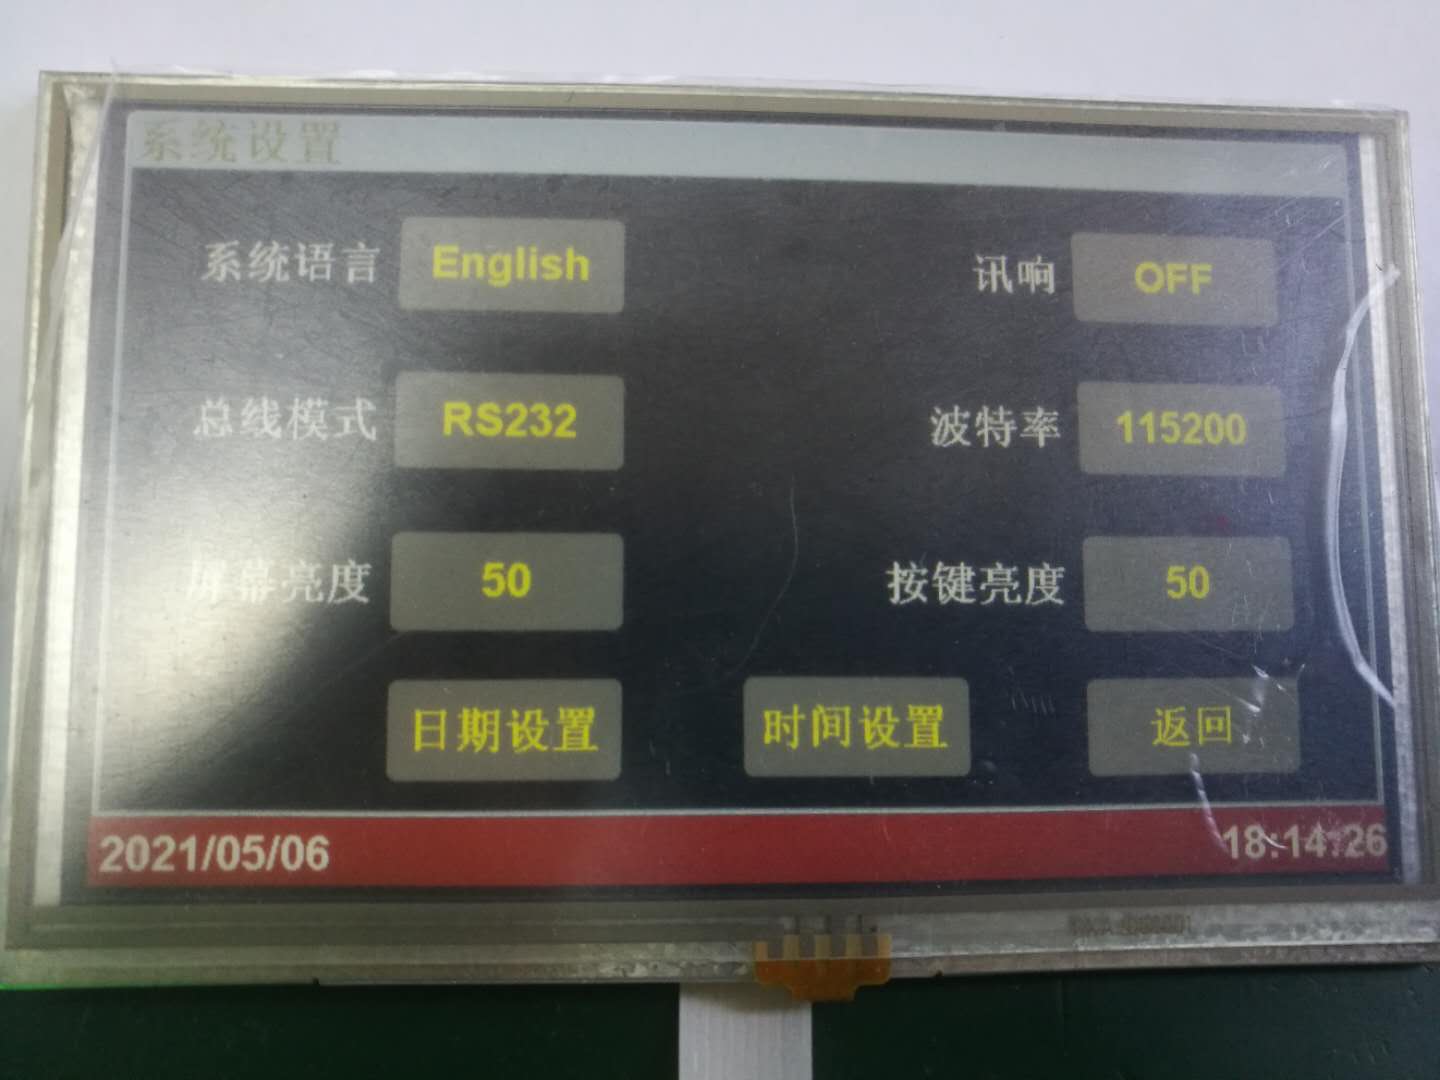 系统设置
系统语言 English 讯响 OFF
总线模式 RS232 波特率 115200
屏幕亮度 50 按键亮度 50
日期设置 时间设置 返回
2021/05/06 18:14:26